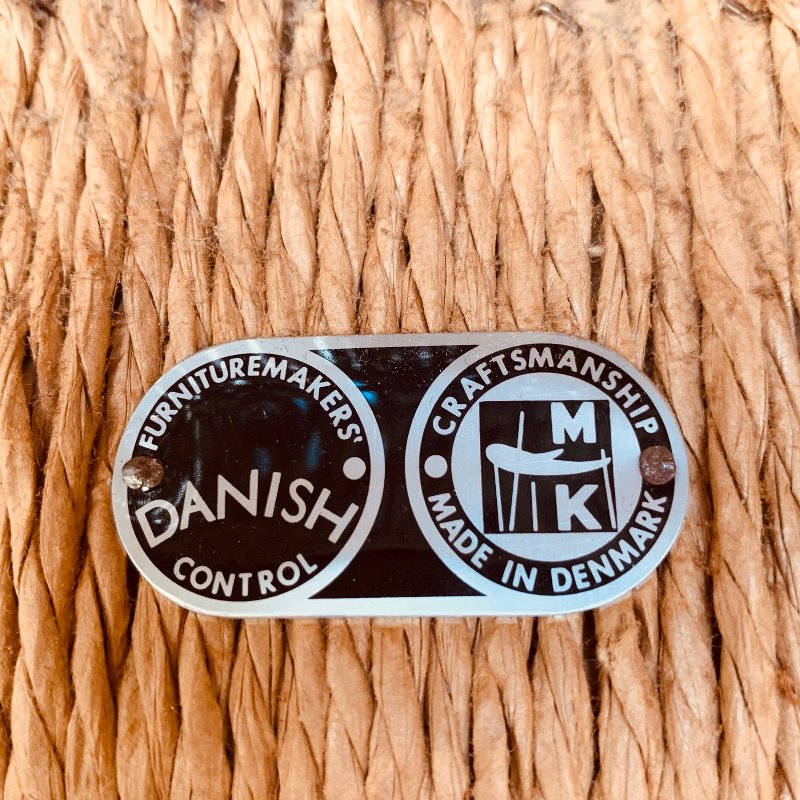 FURNITUREMAKERS'
DANISH
CONTROL
CRAFTSMANSHIP
M
K
MADE IN DENMARK